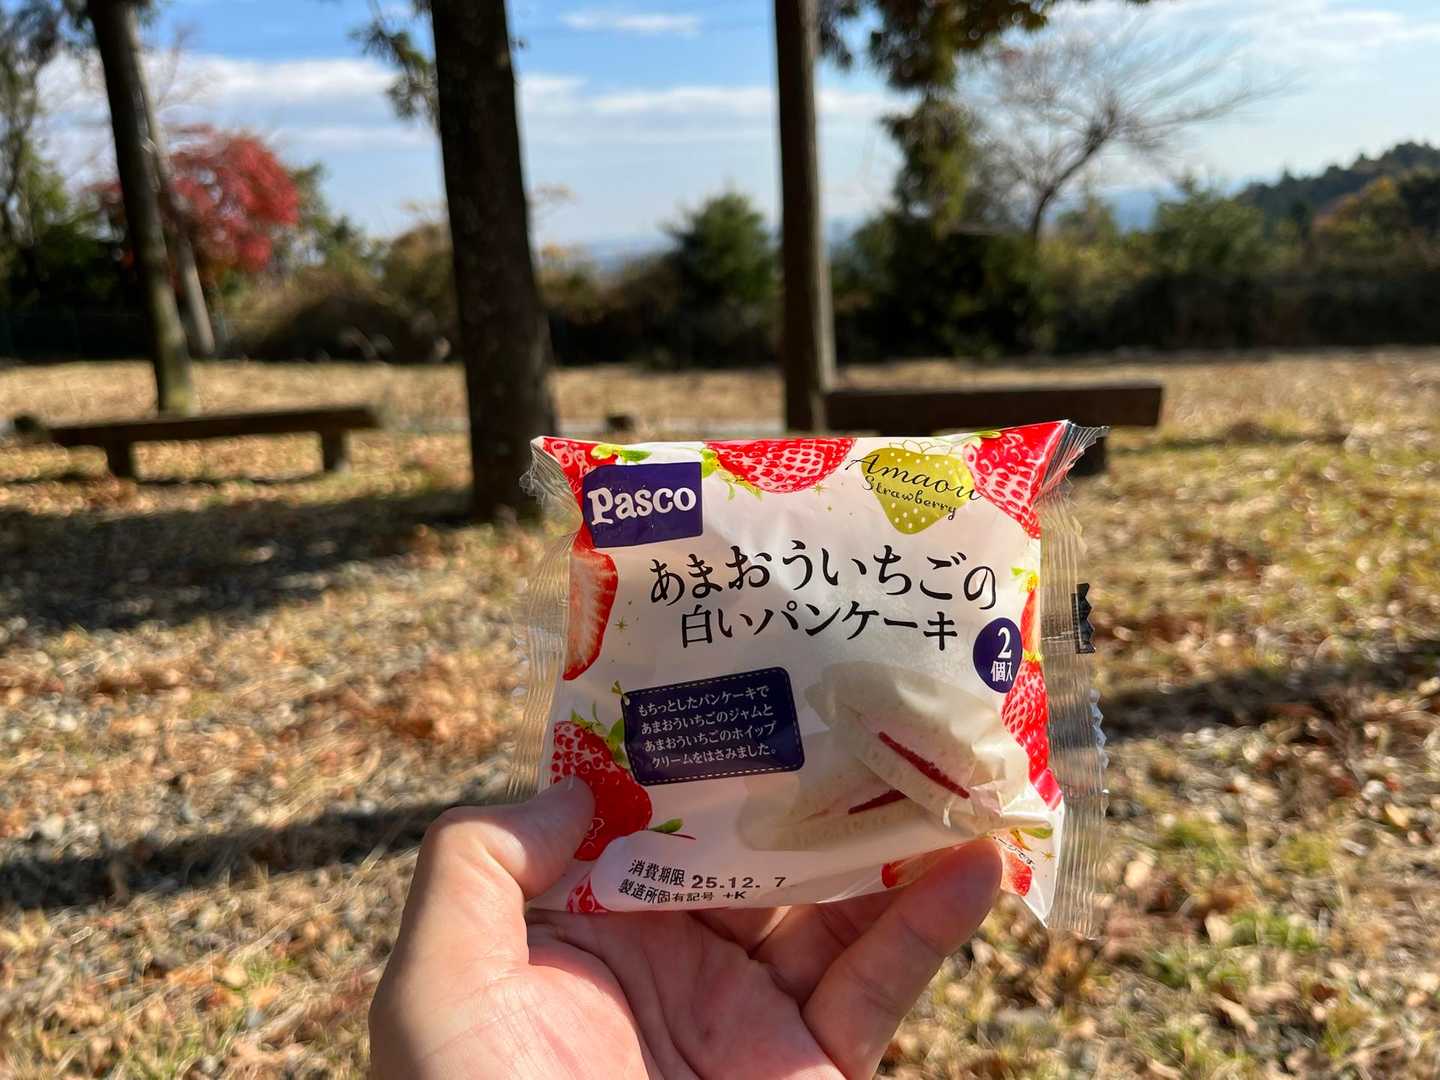 Pasco
Amaou
Strawberry
あまおういちごの
白いパンケーキ
2
個入
もちっとしたパンケーキで
あまおういちごのジャムと
あまおういちごのホイップ
クリームをはさみました。
消費期限 25.12. 7
製造所固有記号 +K